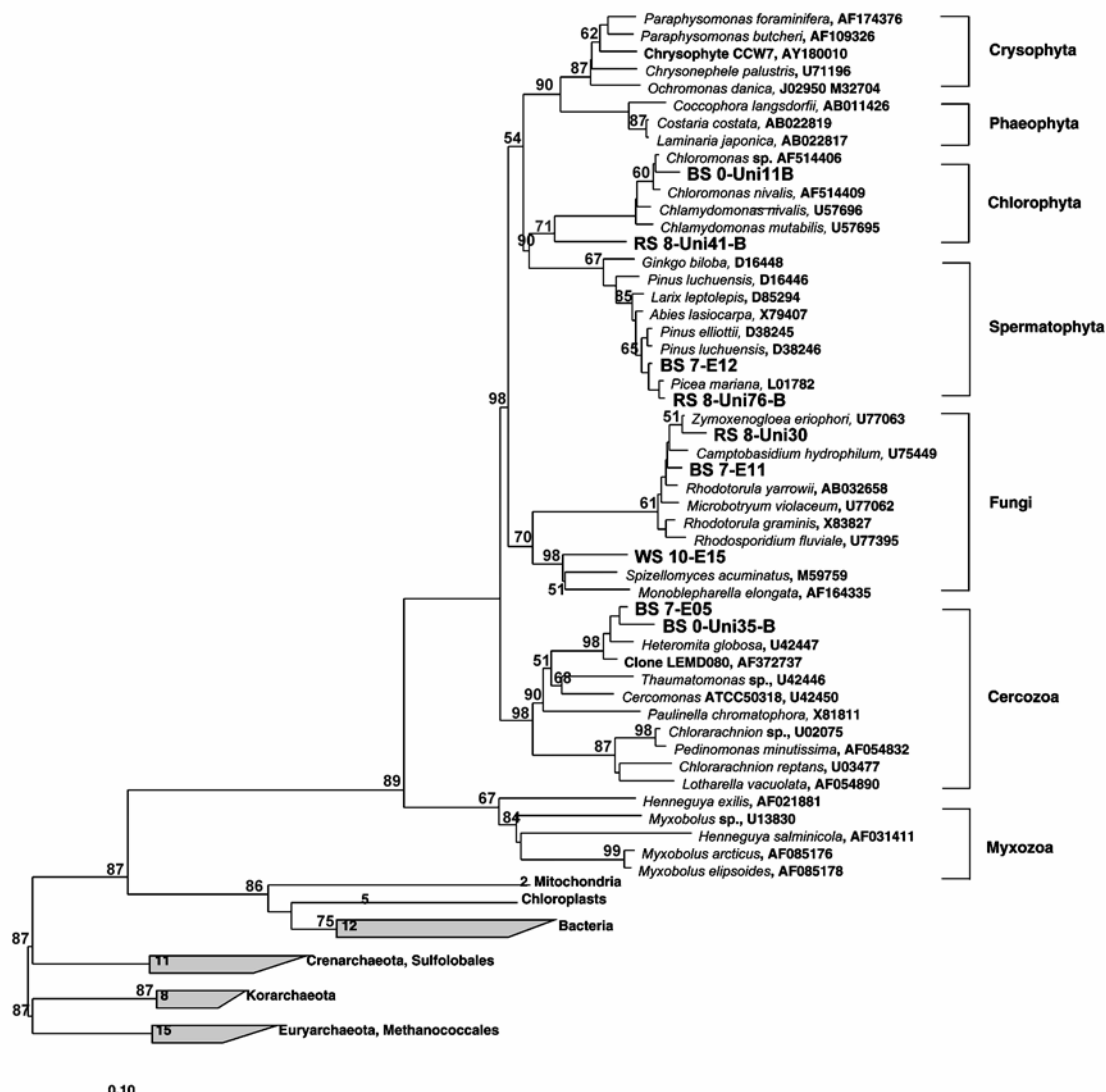 Paraphysomonas foraminifera, AF174376
Paraphysomonas butcheri, AF109326
62
Chrysophyte CCW7, AY180010
Crysophyta
Chrysonephele palustris, U71196
87
Ochromonas danica, J02950 M32704
90
Coccophora langsdorfii, AB011426
Costaria costata, AB022819
87
Phaeophyta
Laminaria japonica, AB022817
54
Chloromonas sp. AF514406
BS 0-Uni11B
60
Chloromonas nivalis, AF514409
Chlorophyta
Chlamydomonas nivalis, U57696
Chlamydomonas mutabilis, U57695
71
RS 8-Uni41-B
90
Ginkgo biloba, D16448
67
Pinus luchuensis, D16446
Larix leptolepis, D85294
85
Abies lasiocarpa, X79407
Pinus elliottii, D38245
Spermatophyta
Pinus luchuensis, D38246
65
BS 7-E12
Picea mariana, L01782
RS 8-Uni76-B
98
Zymoxenogloea eriophori, U77063
51
RS 8-Uni30
Camptobasidium hydrophilum, U75449
BS 7-E11
Rhodotorula yarrowii, AB032658
Microbotryum violaceum, U77062
61
Fungi
Rhodotorula graminis, X83827
Rhodosporidium fluviale, U77395
70
WS 10-E15
98
Spizellomyces acuminatus, M59759
Monoblepharella elongata, AF164335
51
BS 7-E05
BS 0-Uni35-B
Heteromita globosa, U42447
98
Clone LEMD080, AF372737
51
Thaumatomonas sp., U42446
68
Cercomonas ATCC50318, U42450
90
Cercozoa
Paulinella chromatophora, X81811
98
Chlorarachnion sp., U02075
98
Pedinomonas minutissima, AF054832
87
Chlorarachnion reptans, U03477
Lotharella vacuolata, AF054890
89
Henneguya exilis, AF021881
67
Myxobolus sp., U13830
84
Henneguya salminicola, AF031411
Myxozoa
Myxobolus arcticus, AF085176
99
Myxobolus elipsoides, AF085178
87
2 Mitochondria
86
5 Chloroplasts
75
12 Bacteria
87
11 Crenarchaeota, Sulfolobales
87
8 Korarchaeota
87
15 Euryarchaeota, Methanococcales
0.10